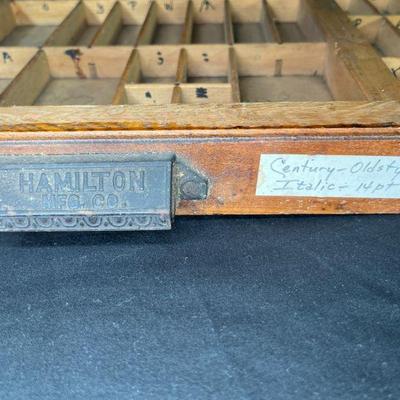 HAMILTON
MFG. CO.
Century-Oldsty
Italic-14pt